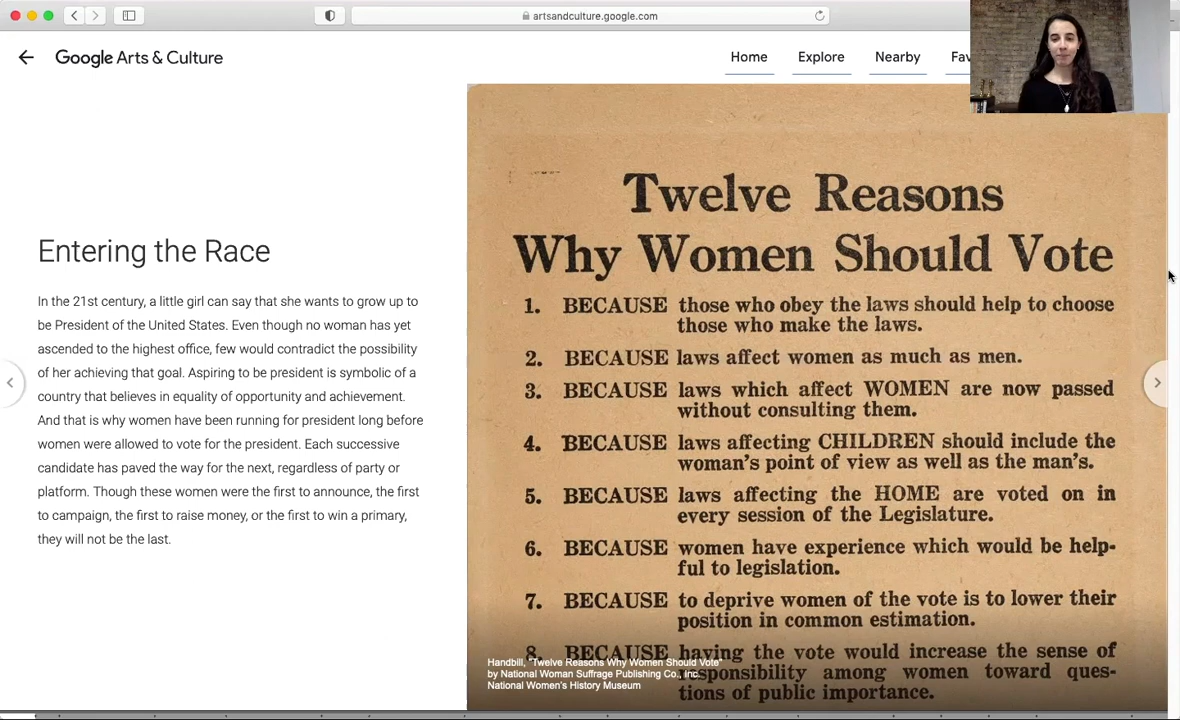 artsandculture.google.com
Google Arts & Culture
Home Explore Nearby Fav
Entering the Race
In the 21st century, a little girl can say that she wants to grow up to
be President of the United States. Even though no woman has yet
ascended to the highest office, few would contradict the possibility
of her achieving that goal. Aspiring to be president is symbolic of a
country that believes in equality of opportunity and achievement.
And that is why women have been running for president long before
women were allowed to vote for the president. Each successive
candidate has paved the way for the next, regardless of party or
platform. Though these women were the first to announce, the first
to campaign, the first to raise money, or the first to win a primary,
they will not be the last.
Twelve Reasons
Why Women Should Vote
1. BECAUSE those who obey the laws should help to choose
those who make the laws.
2. BECAUSE laws affect women as much as men.
3. BECAUSE laws which affect WOMEN are now passed
without consulting them.
4. BECAUSE laws affecting CHILDREN should include the
woman's point of view as well as the man's.
5. BECAUSE laws affecting the HOME are voted on in
every session of the Legislature.
6. BECAUSE women have experience which would be help-
ful to legislation.
7. BECAUSE to deprive women of the vote is to lower their
position in common estimation.
8. BECAUSE having the vote would increase the sense of
responsibility among women toward ques-
tions of public importance.
Handbill, "Twelve Reasons Why Women Should Vote"
by National Woman Suffrage Publishing Co., Inc.
National Women's History Museum